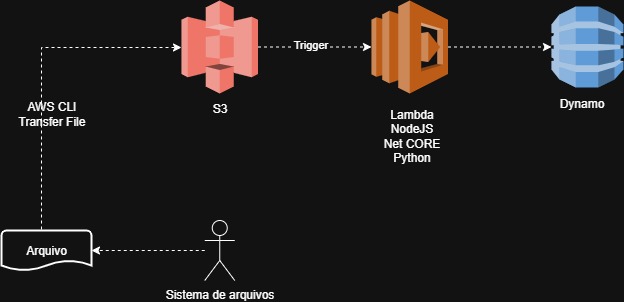 S3
Trigger
Lambda
NodeJS
Net CORE
Python
Dynamo
AWS CLI
Transfer File
Arquivo
Sistema de arquivos